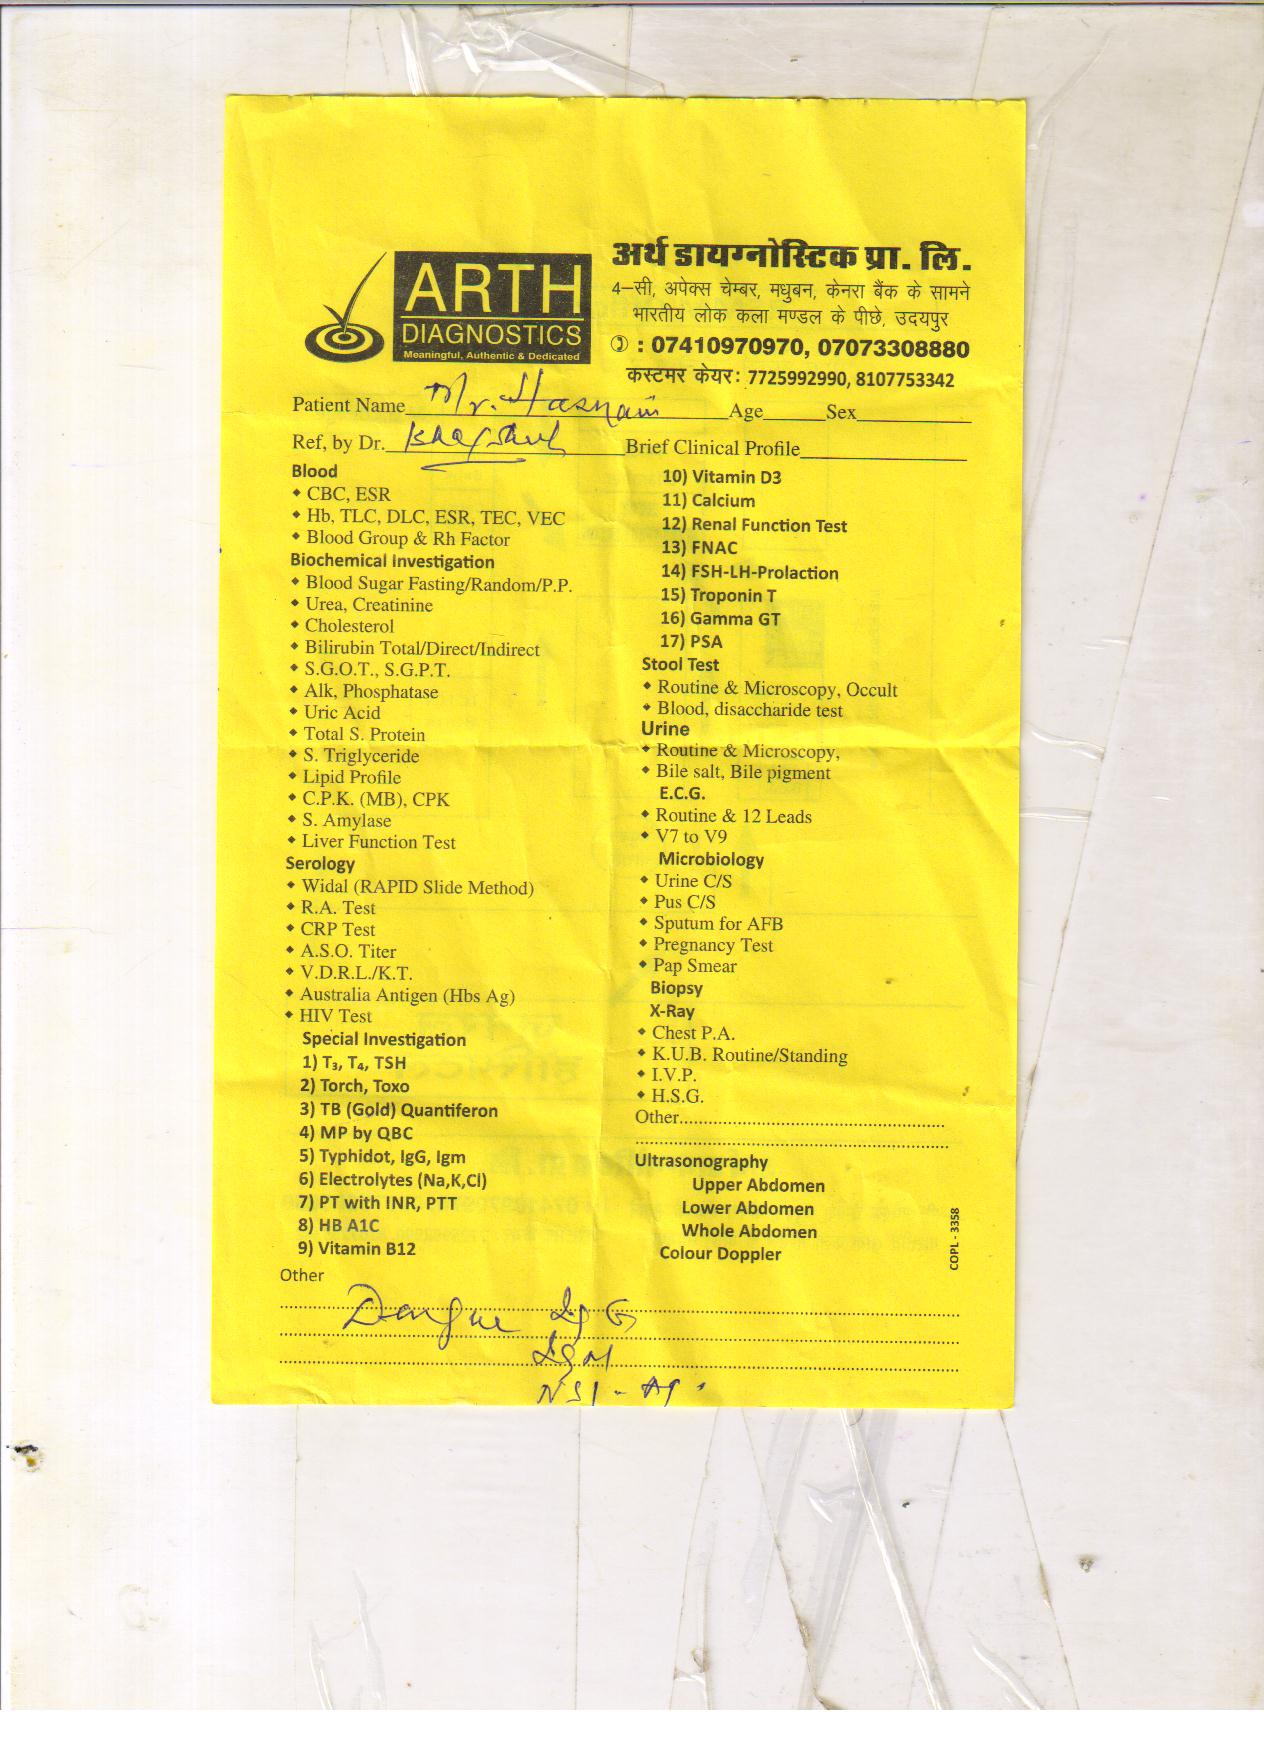 ARTH
DIAGNOSTICS
Meaningful, Authentic & Dedicated
अर्थ डायग्नोस्टिक प्रा. लि.
4–सी, अपेक्स चेम्बर, मधुबन, केनरा बैंक के सामने
भारतीय लोक कला मण्डल के पीछे, उदयपुर
: 07410970970, 07073308880
कस्टमर केयर: 7725992990, 8107753342
Patient Name Mr. Hasnain Age Sex
Ref, by Dr. Brief Clinical Profile
Blood
CBC, ESR
Hb, TLC, DLC, ESR, TEC, VEC
Blood Group & Rh Factor
Biochemical Investigation
Blood Sugar Fasting/Random/P.P.
Urea, Creatinine
Cholesterol
Bilirubin Total/Direct/Indirect
S.G.O.T., S.G.P.T.
Alk, Phosphatase
Uric Acid
Total S. Protein
S. Triglyceride
Lipid Profile
C.P.K. (MB), CPK
S. Amylase
Liver Function Test
Serology
Widal (RAPID Slide Method)
R.A. Test
CRP Test
A.S.O. Titer
V.D.R.L./K.T.
Australia Antigen (Hbs Ag)
HIV Test
Special Investigation
1) T₃, T₄, TSH
2) Torch, Toxo
3) TB (Gold) Quantiferon
4) MP by QBC
5) Typhidot, IgG, Igm
6) Electrolytes (Na,K,Cl)
7) PT with INR, PTT
8) HB A1C
9) Vitamin B12
10) Vitamin D3
11) Calcium
12) Renal Function Test
13) FNAC
14) FSH-LH-Prolaction
15) Troponin T
16) Gamma GT
17) PSA
Stool Test
Routine & Microscopy, Occult
Blood, disaccharide test
Urine
Routine & Microscopy,
Bile salt, Bile pigment
E.C.G.
Routine & 12 Leads
V7 to V9
Microbiology
Urine C/S
Pus C/S
Sputum for AFB
Pregnancy Test
Pap Smear
Biopsy
X-Ray
Chest P.A.
K.U.B. Routine/Standing
I.V.P.
H.S.G.
Other
Ultrasonography
Upper Abdomen
Lower Abdomen
Whole Abdomen
Colour Doppler
COPL - 3358
Other
Dengue IgG
IgM
NS1 - Ag.